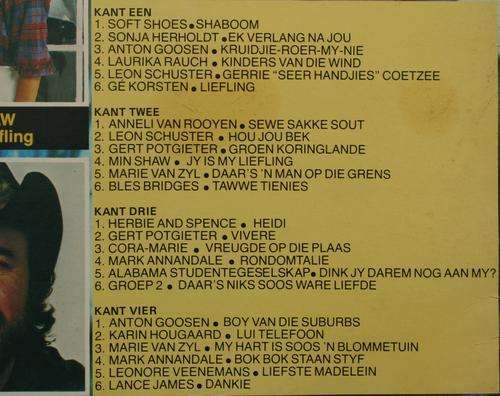 KANT EEN
1. SOFT SHOES●SHABOOM
2. SONJA HERHOLDT●EK VERLANG NA JOU
3. ANTON GOOSEN ● KRUIDJIE-ROER-MY-NIE
4. LAURIKA RAUCH ● KINDERS VAN DIE WIND
5. LEON SCHUSTER●GERRIE "SEER HANDJIES" COETZEE
6. GÉ KORSTEN ● LIEFLING
W
fling
KANT TWEE
1. ANNELI VAN ROOYEN ● SEWE SAKKE SOUT
2. LEON SCHUSTER ● HOU JOU BEK
3. GERT POTGIETER ● GROEN KORINGLANDE
4. MIN SHAW ● JY IS MY LIEFLING
5. MARIE VAN ZYL ● DAAR'S 'N MAN OP DIE GRENS
6. BLES BRIDGES ● TAWWE TIENIES
KANT DRIE
1. HERBIE AND SPENCE ● HEIDI
2. GERT POTGIETER ● VIVERE
3. CORA-MARIE ● VREUGDE OP DIE PLAAS
4. MARK ANNANDALE ● RONDOMTALIE
5. ALABAMA STUDENTEGESELSKAP● DINK JY DAREM NOG AAN MY?
6. GROEP 2 ● DAAR'S NIKS SOOS WARE LIEFDE
KANT VIER
1. ANTON GOOSEN ● BOY VAN DIE SUBURBS
2. KARIN HOUGAARD ● LUI TELEFOON
3. MARIE VAN ZYL ● MY HART IS SOOS 'N BLOMMETUIN
4. MARK ANNANDALE ● BOK BOK STAAN STYF
5. LEONORE VEENEMANS ● LIEFSTE MADELEIN
6. LANCE JAMES ● DANKIE